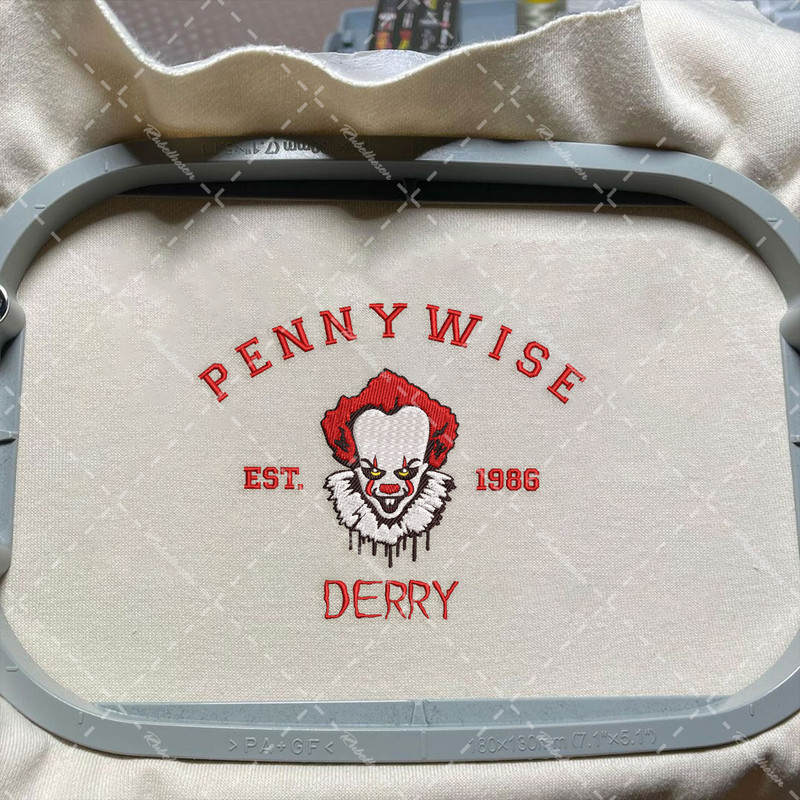 PENNYWISE
EST. 1986
DERRY
>PA+GF< 180x130mm (7.1"x5.1")